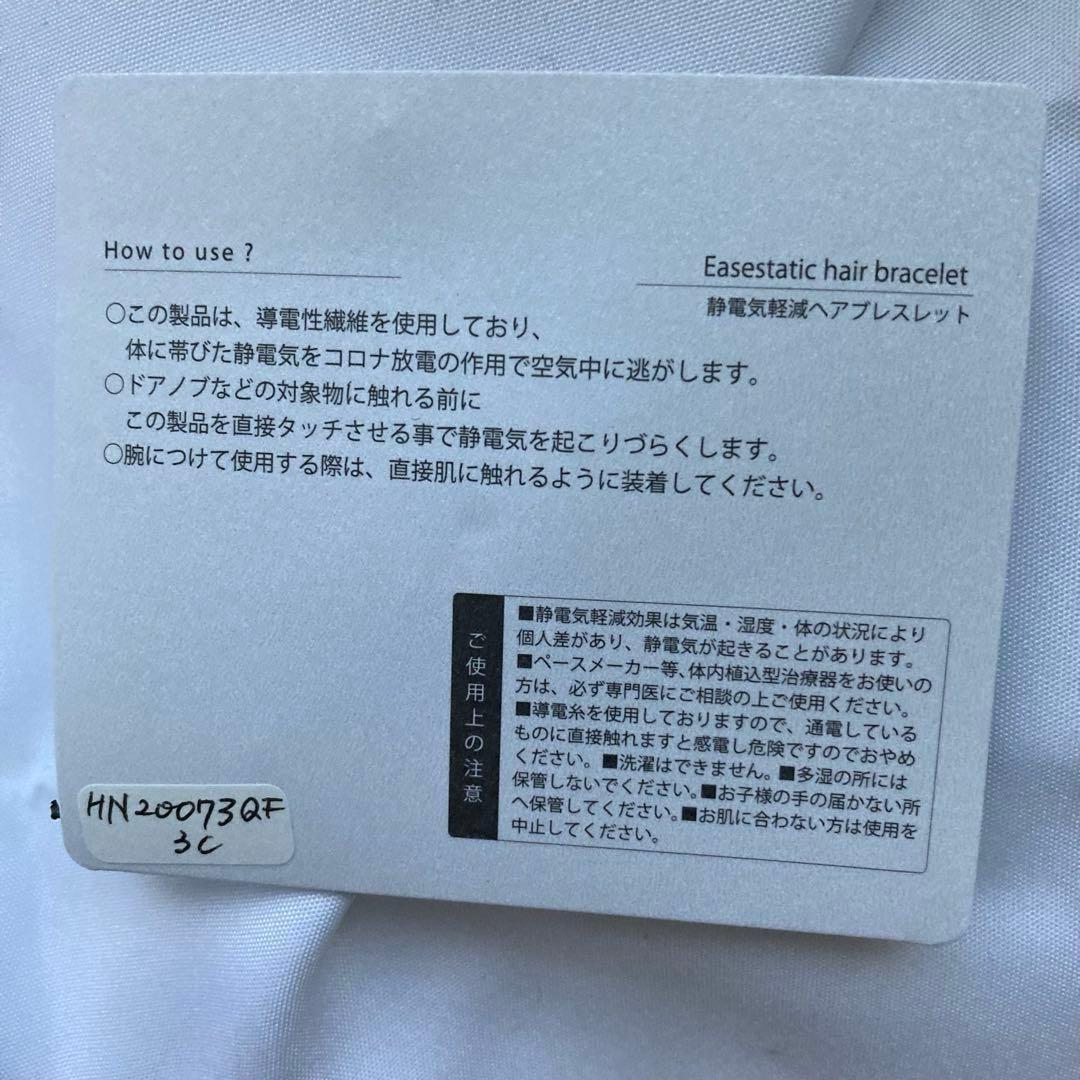 How to use ?
Easestatic hair bracelet
静電気軽減ヘアブレスレット
○この製品は、導電性繊維を使用しており、
体に帯びた静電気をコロナ放電の作用で空気中に逃がします。
○ドアノブなどの対象物に触れる前に
この製品を直接タッチさせる事で静電気を起こりづらくします。
○腕につけて使用する際は、直接肌に触れるように装着してください。
ご使用上の注意
■静電気軽減効果は気温・湿度・体の状況により
個人差があり、静電気が起きることがあります。
■ペースメーカー等、体内植込型治療器をお使いの
方は、必ず専門医にご相談の上ご使用ください。
■導電糸を使用しておりますので、通電している
ものに直接触れますと感電し危険ですのでおやめ
ください。■洗濯はできません。■多湿の所には
保管しないでください。■お子様の手の届かない所
へ保管してください。■お肌に合わない方は使用を
中止してください。
HN20073QF
3C